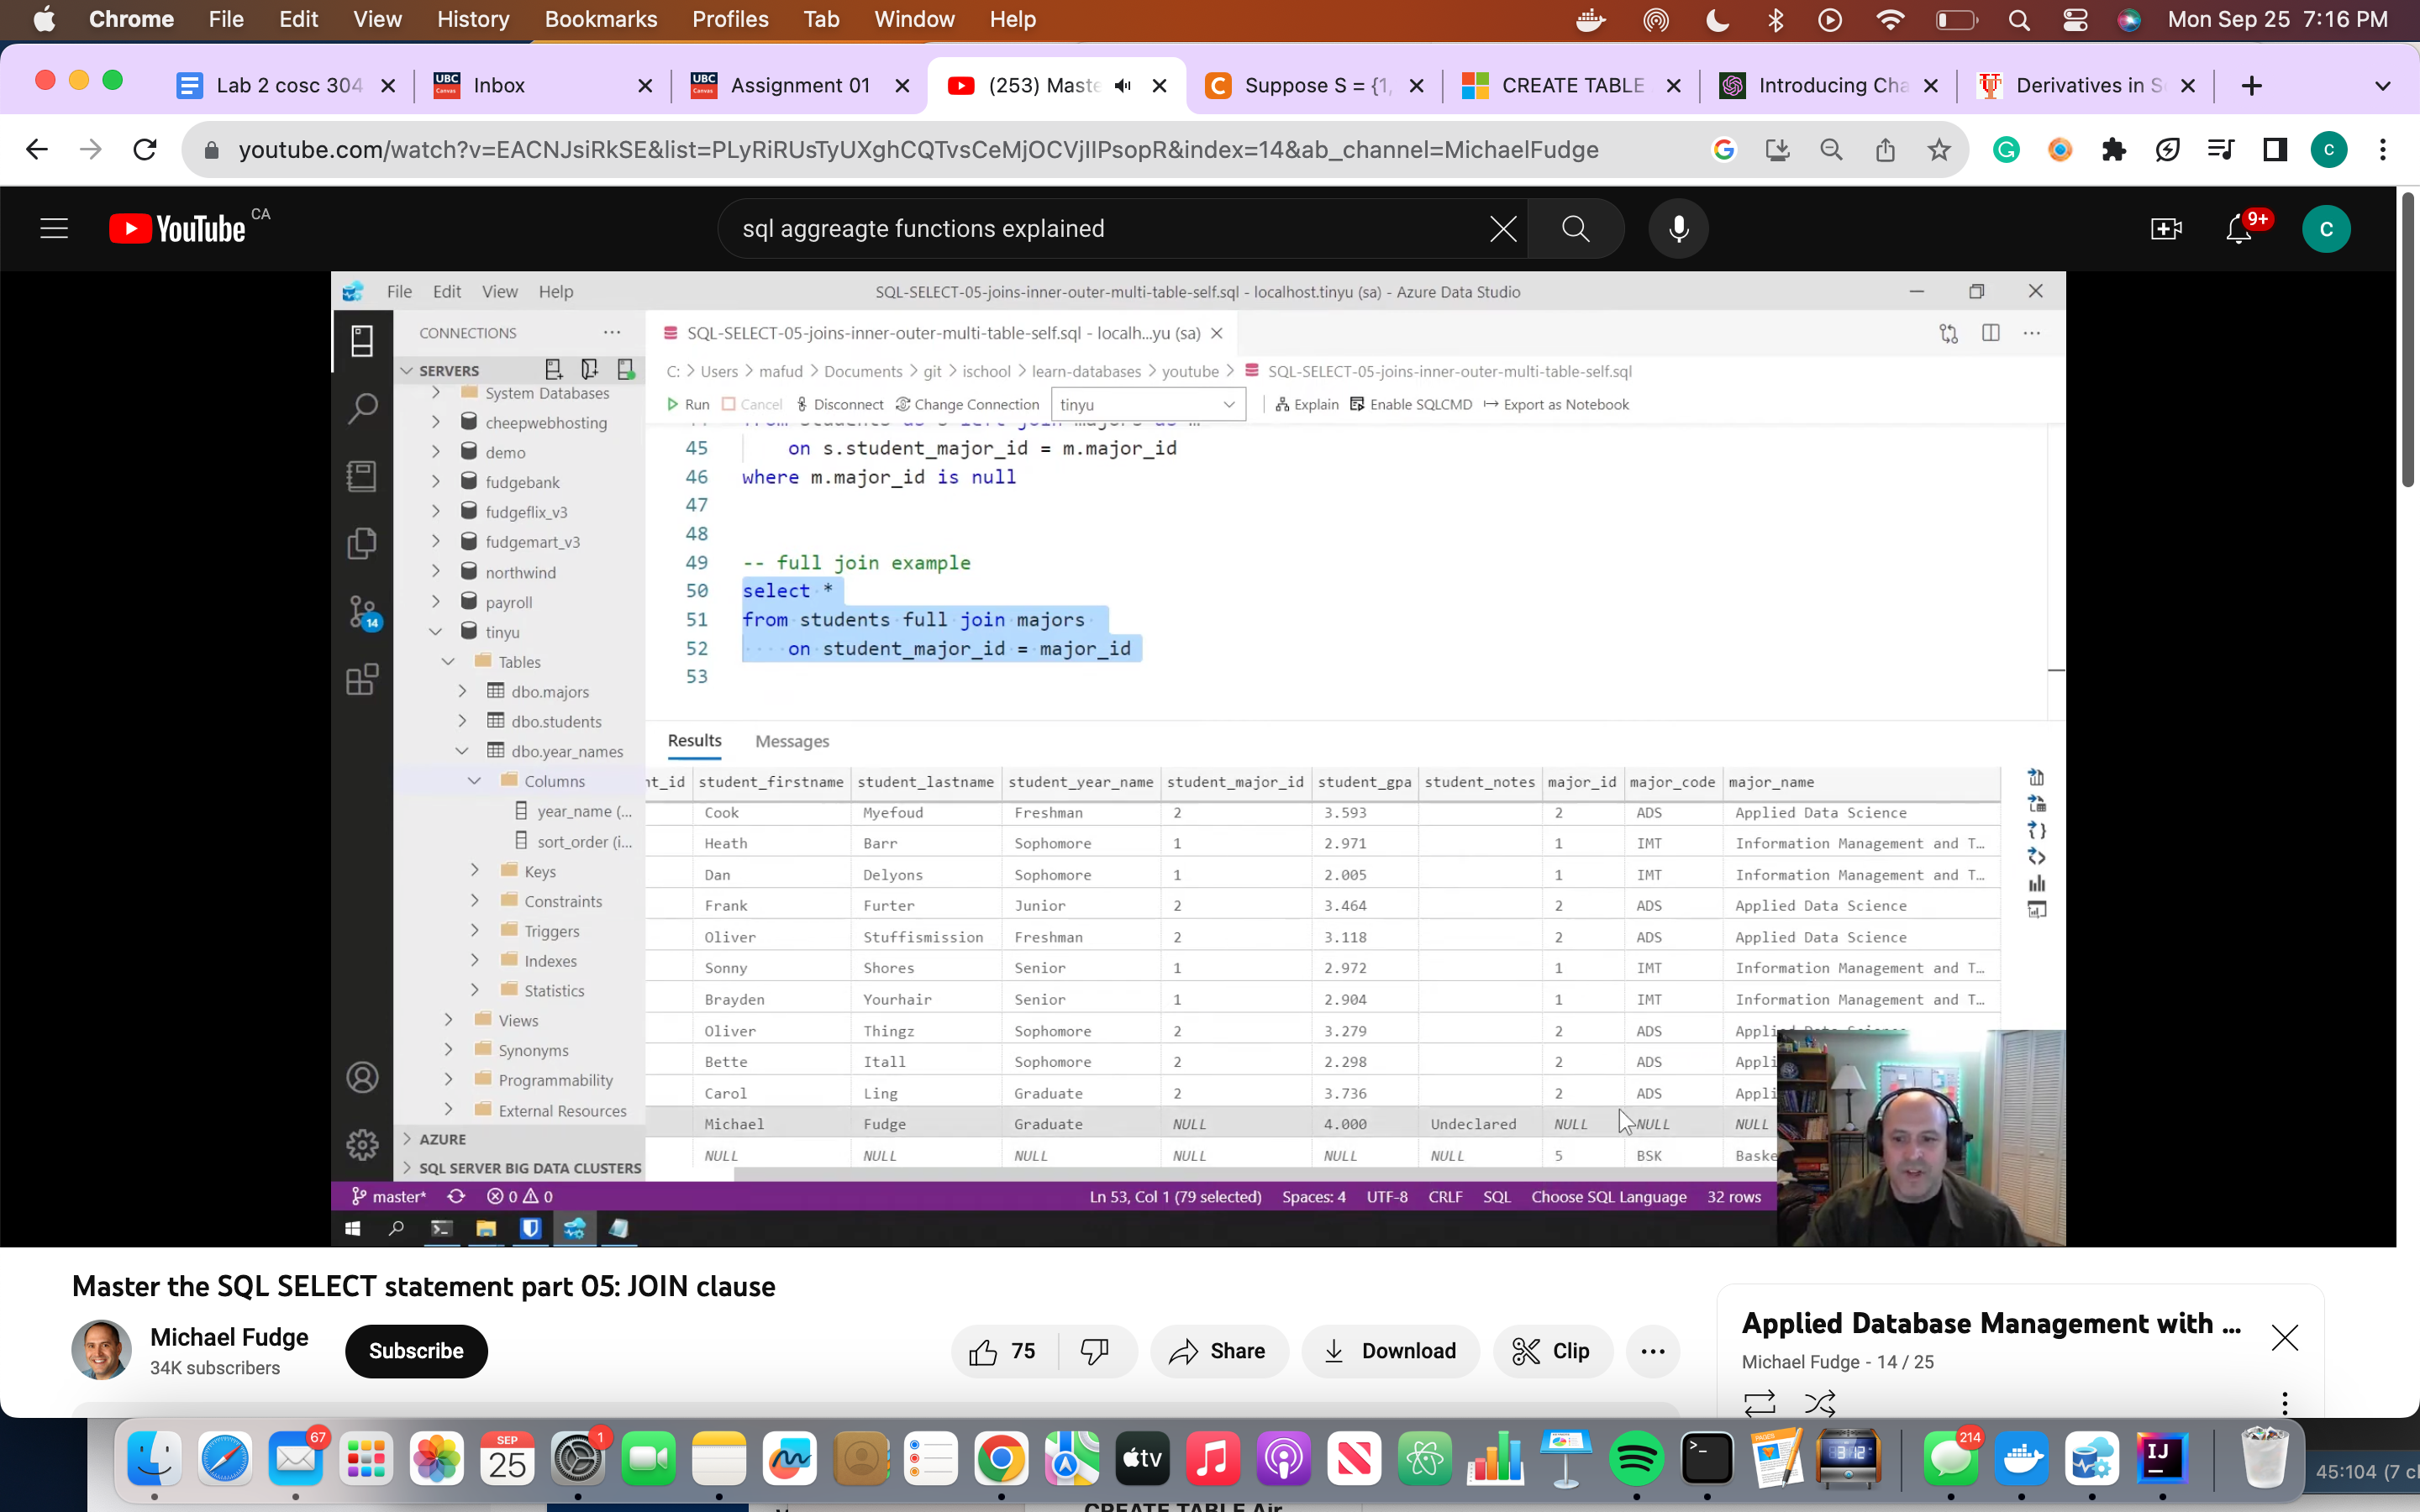 Chrome File Edit View History Bookmarks Profiles Tab Window Help Mon Sep 25 7:16 PM
Lab 2 cosc 304 UBC Canvas Inbox UBC Canvas Assignment 01 (253) Maste C Suppose S = {1, CREATE TABLE Introducing Cha Derivatives in S
youtube.com/watch?v=EACNJsiRkSE&list=PLyRiRUsTyUXghCQTvsCeMjOCVjIIPsopR&index=14&ab_channel=MichaelFudge
YouTube CA sql aggreagte functions explained 9+ C
File Edit View Help SQL-SELECT-05-joins-inner-outer-multi-table-self.sql - localhost.tinyu (sa) - Azure Data Studio
CONNECTIONS SQL-SELECT-05-joins-inner-outer-multi-table-self.sql - localh...yu (sa)
SERVERS C: > Users > mafud > Documents > git > ischool > learn-databases > youtube > SQL-SELECT-05-joins-inner-outer-multi-table-self.sql
Run Cancel Disconnect Change Connection tinyu Explain Enable SQLCMD Export as Notebook
System Databases
cheepwebhosting
demo
fudgebank
fudgeflix_v3
fudgemart_v3
northwind
payroll
tinyu
Tables
dbo.majors
dbo.students
dbo.year_names
Columns
year_name (...
sort_order (i...
Keys
Constraints
Triggers
Indexes
Statistics
Views
Synonyms
Programmability
External Resources
AZURE
SQL SERVER BIG DATA CLUSTERS
14
45 on s.student_major_id = m.major_id
46 where m.major_id is null
47
48
49 -- full join example
50 select *
51 from students full join majors
52 on student_major_id = major_id
53
Results Messages
nt_id student_firstname student_lastname student_year_name student_major_id student_gpa student_notes major_id major_code major_name
Cook Myefoud Freshman 2 3.593 2 ADS Applied Data Science
Heath Barr Sophomore 1 2.971 1 IMT Information Management and T...
Dan Delyons Sophomore 1 2.005 1 IMT Information Management and T...
Frank Furter Junior 2 3.464 2 ADS Applied Data Science
Oliver Stuffismission Freshman 2 3.118 2 ADS Applied Data Science
Sonny Shores Senior 1 2.972 1 IMT Information Management and T...
Brayden Yourhair Senior 1 2.904 1 IMT Information Management and T...
Oliver Thingz Sophomore 2 3.279 2 ADS Applied Data Science
Bette Itall Sophomore 2 2.298 2 ADS Appli
Carol Ling Graduate 2 3.736 2 ADS Appli
Michael Fudge Graduate NULL 4.000 Undeclared NULL NULL NULL
NULL NULL NULL NULL NULL NULL 5 BSK Baske
master* 0 0 Ln 53, Col 1 (79 selected) Spaces: 4 UTF-8 CRLF SQL Choose SQL Language 32 rows
Master the SQL SELECT statement part 05: JOIN clause
Michael Fudge
34K subscribers
Subscribe
75 Share Download Clip
Applied Database Management with ...
Michael Fudge - 14 / 25
67 SEP 25 1 tv 214 IJ
45:104 (7 c
CREATE TABLE Air